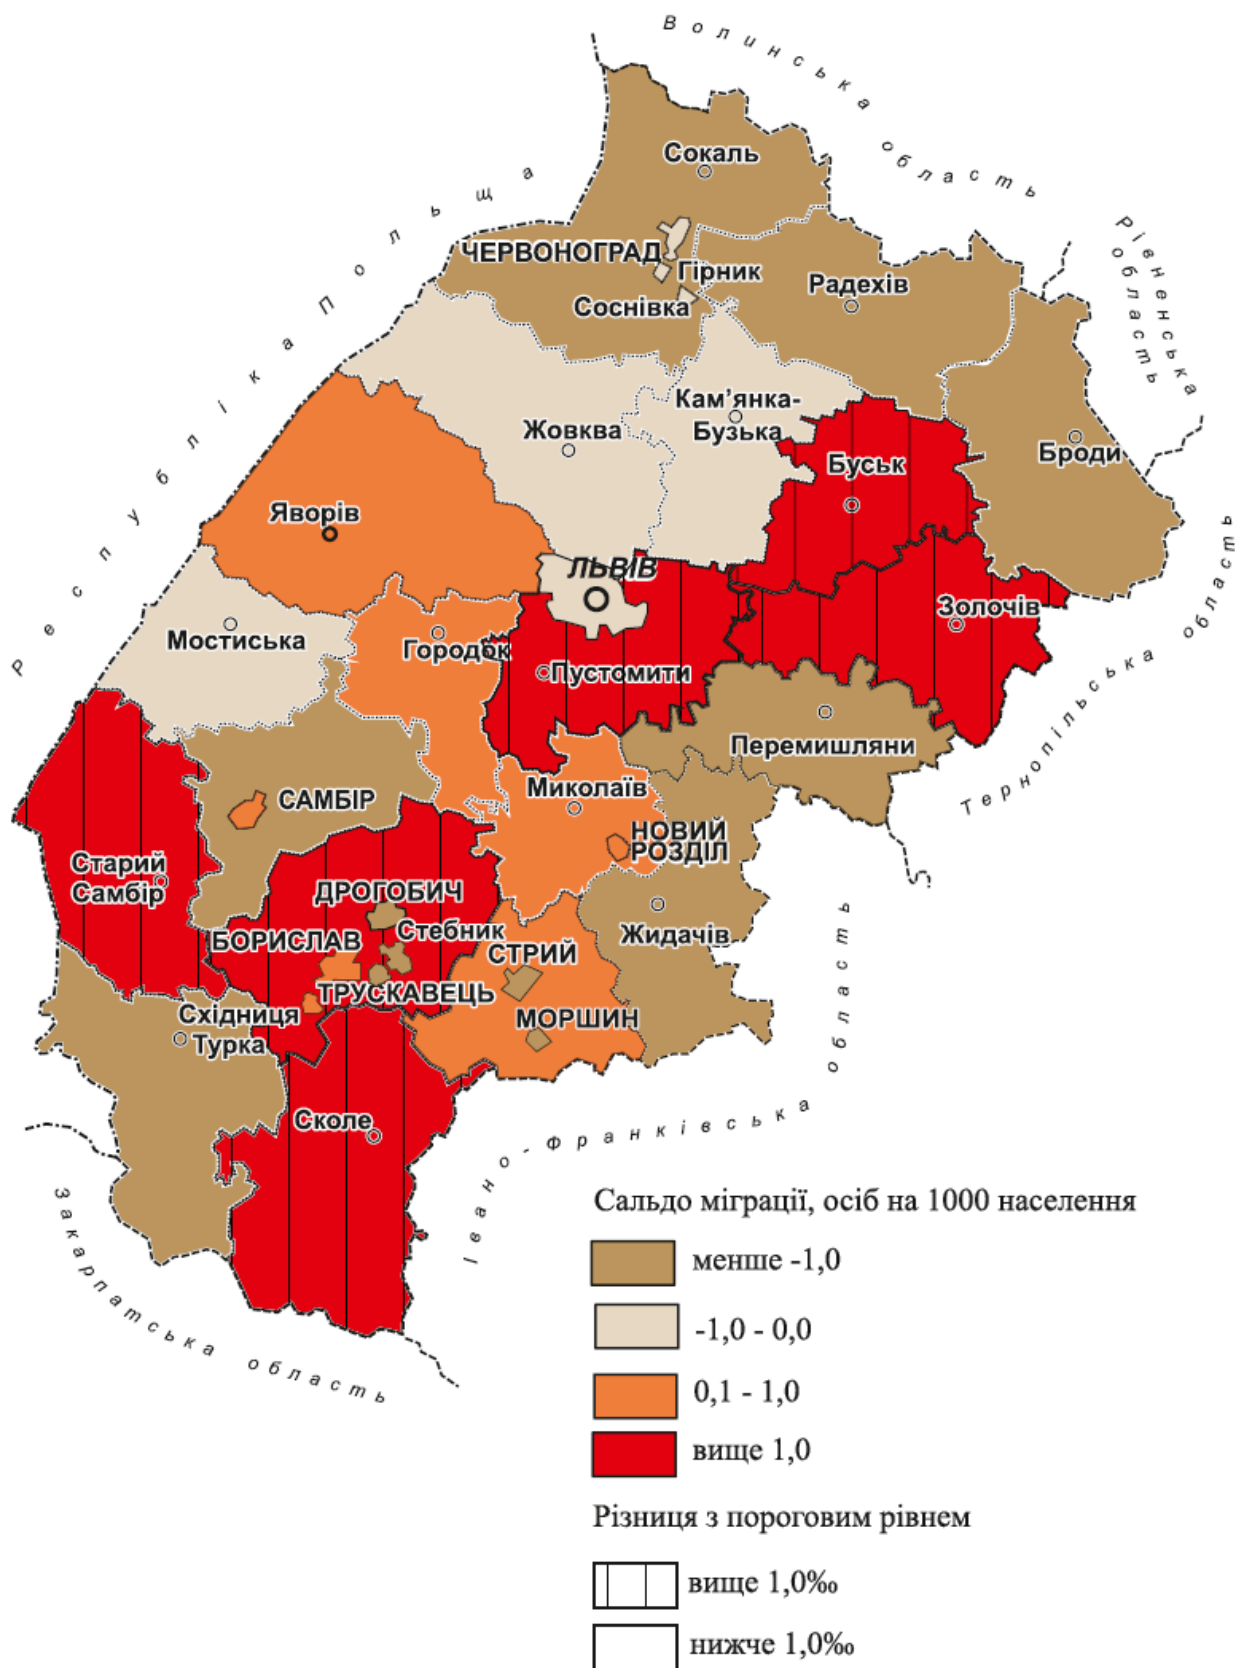 Волинська область
Рівненська
область
Республіка Польща
Сокаль
ЧЕРВОНОГРАД
Гірник
Соснівка
Радехів
Кам’янка-
Бузька
Жовква
Броди
Буськ
Яворів
ЛЬВІВ
Золочів
Мостиська
Городок
Пустомити
Тернопільська область
Перемишляни
Миколаїв
САМБІР
НОВИЙ
РОЗДІЛ
Старий
Самбір
ДРОГОБИЧ
Стебник
БОРИСЛАВ
СТРИЙ
Жидачів
ТРУСКАВЕЦЬ
Східниця
МОРШИН
Турка
Сколе
Івано-Франківська область
Закарпатська область
Сальдо міграції, осіб на 1000 населення
менше -1,0
-1,0 - 0,0
0,1 - 1,0
вище 1,0
Різниця з пороговим рівнем
вище 1,0‰
нижче 1,0‰